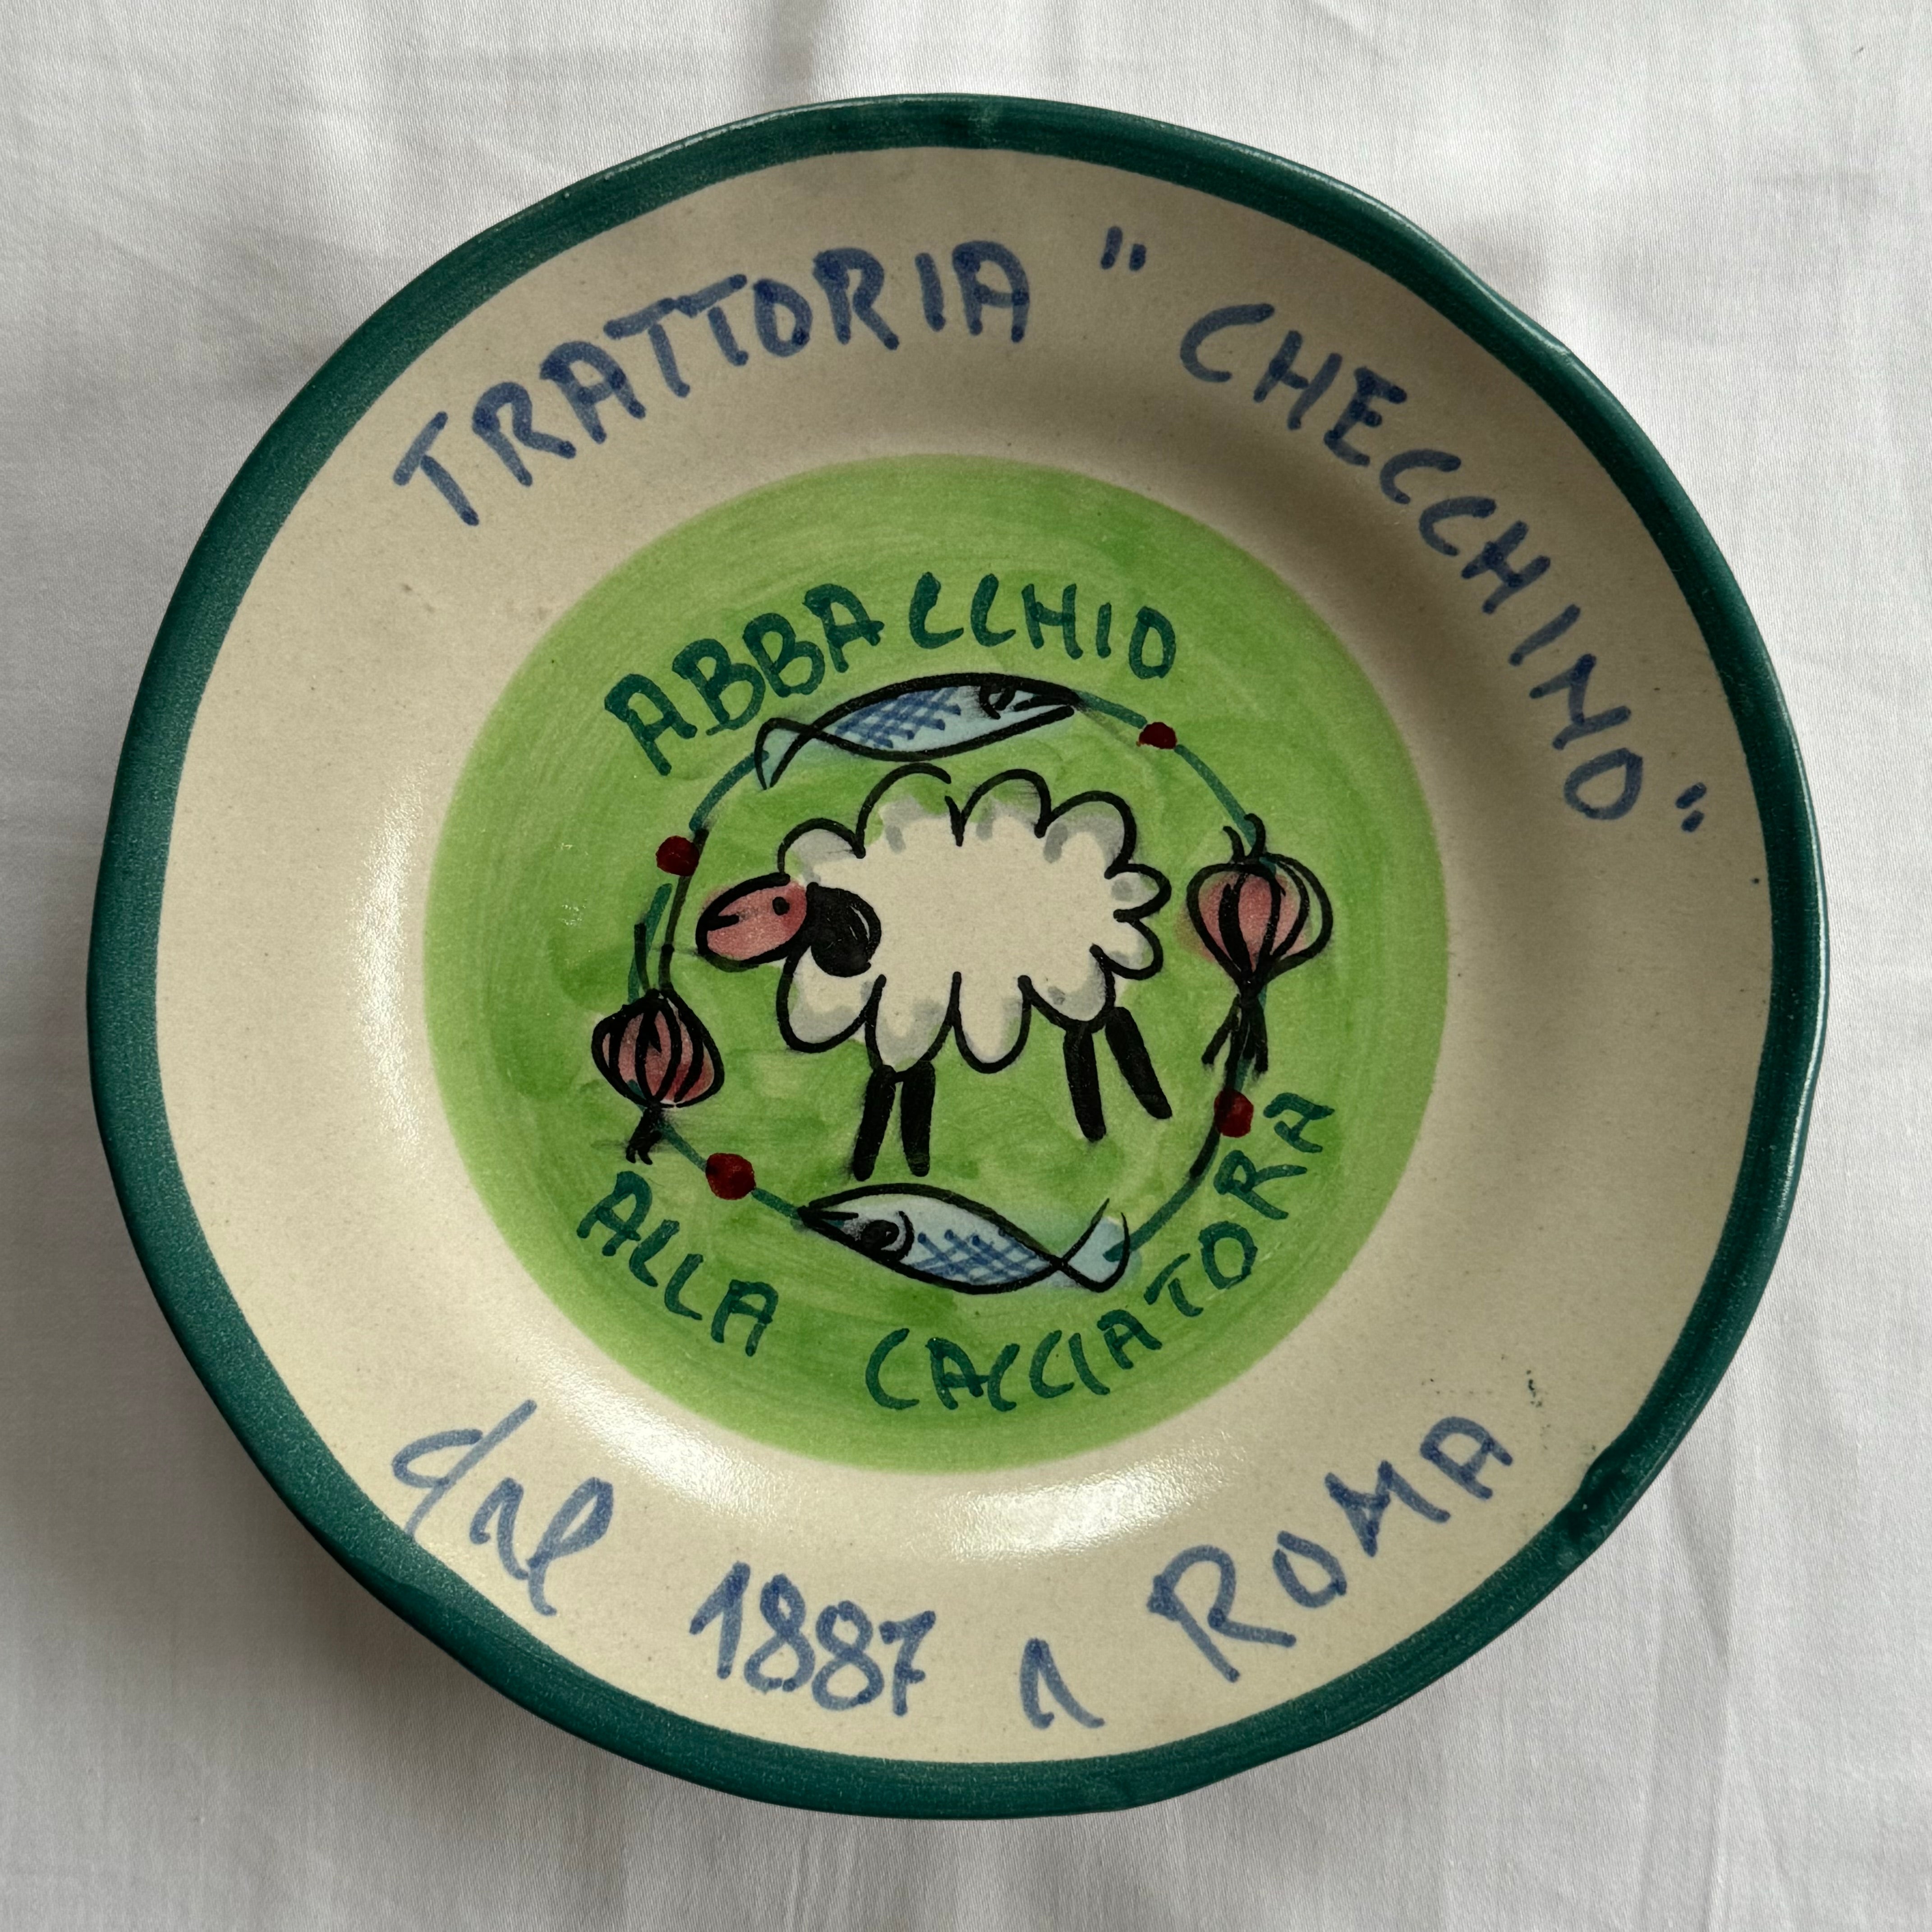 TRATTORIA "CHECCHINO"
ABBACCHIO
ALLA CACCIATORA
dal 1887 a ROMA